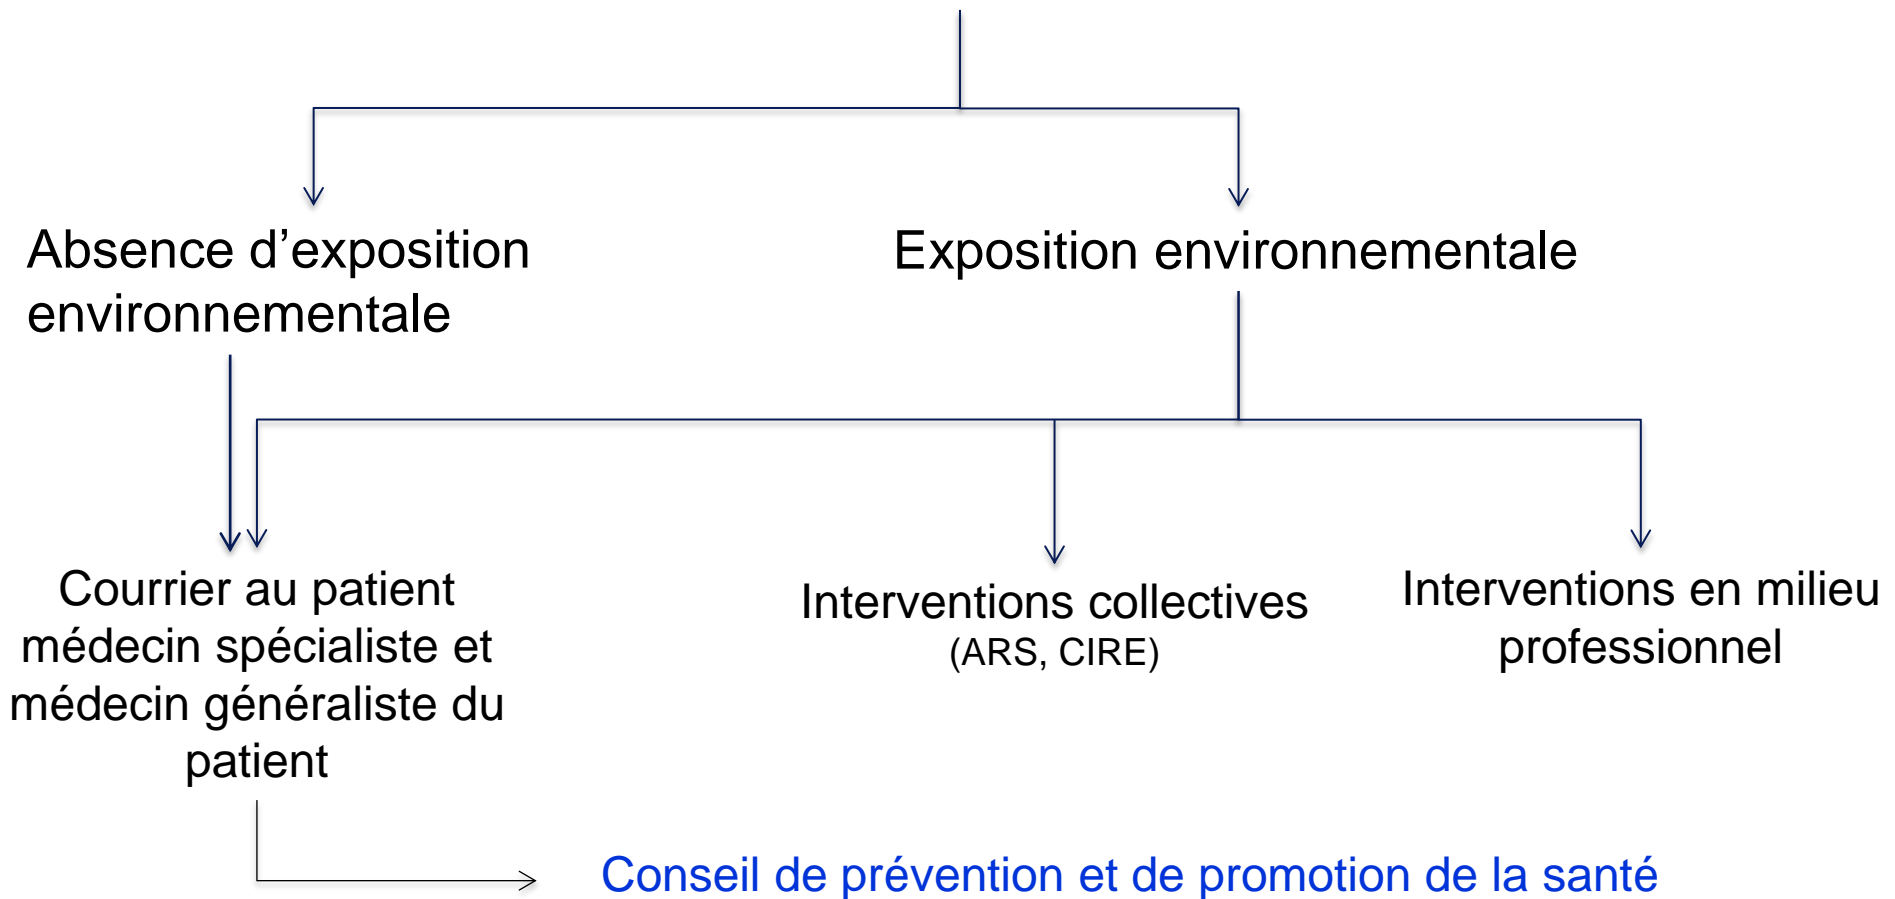 Absence d’exposition
environnementale
Exposition environnementale
Courrier au patient
médecin spécialiste et
médecin généraliste du
patient
Interventions collectives
(ARS, CIRE)
Interventions en milieu
professionnel
Conseil de prévention et de promotion de la santé